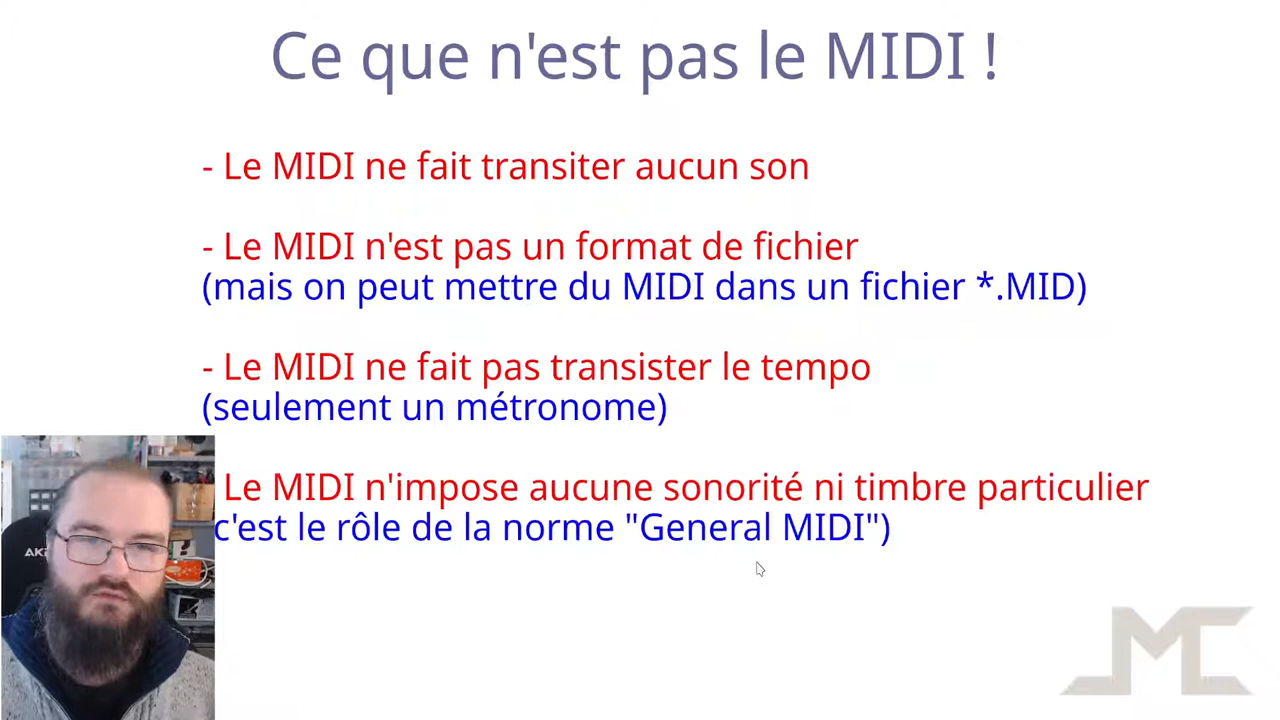 Ce que n'est pas le MIDI !
- Le MIDI ne fait transiter aucun son
- Le MIDI n'est pas un format de fichier
(mais on peut mettre du MIDI dans un fichier *.MID)
- Le MIDI ne fait pas transister le tempo
(seulement un métronome)
Le MIDI n'impose aucune sonorité ni timbre particulier
c'est le rôle de la norme "General MIDI")
MC